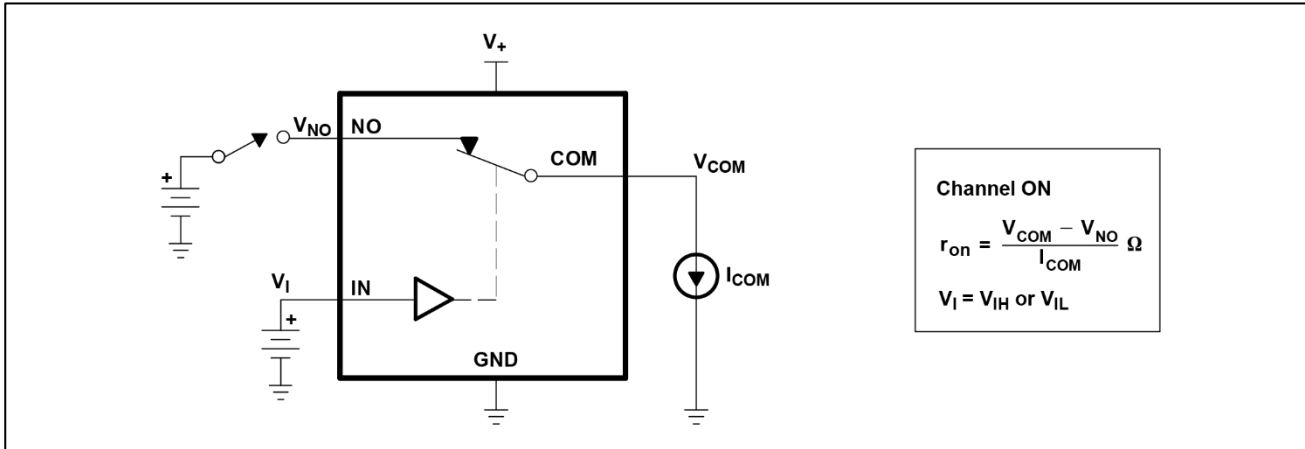 V+
VNO
NO
COM
VCOM
+
VI
IN
+
ICOM
GND
Channel ON
ron = VCOM − VNO / ICOM Ω
VI = VIH or VIL